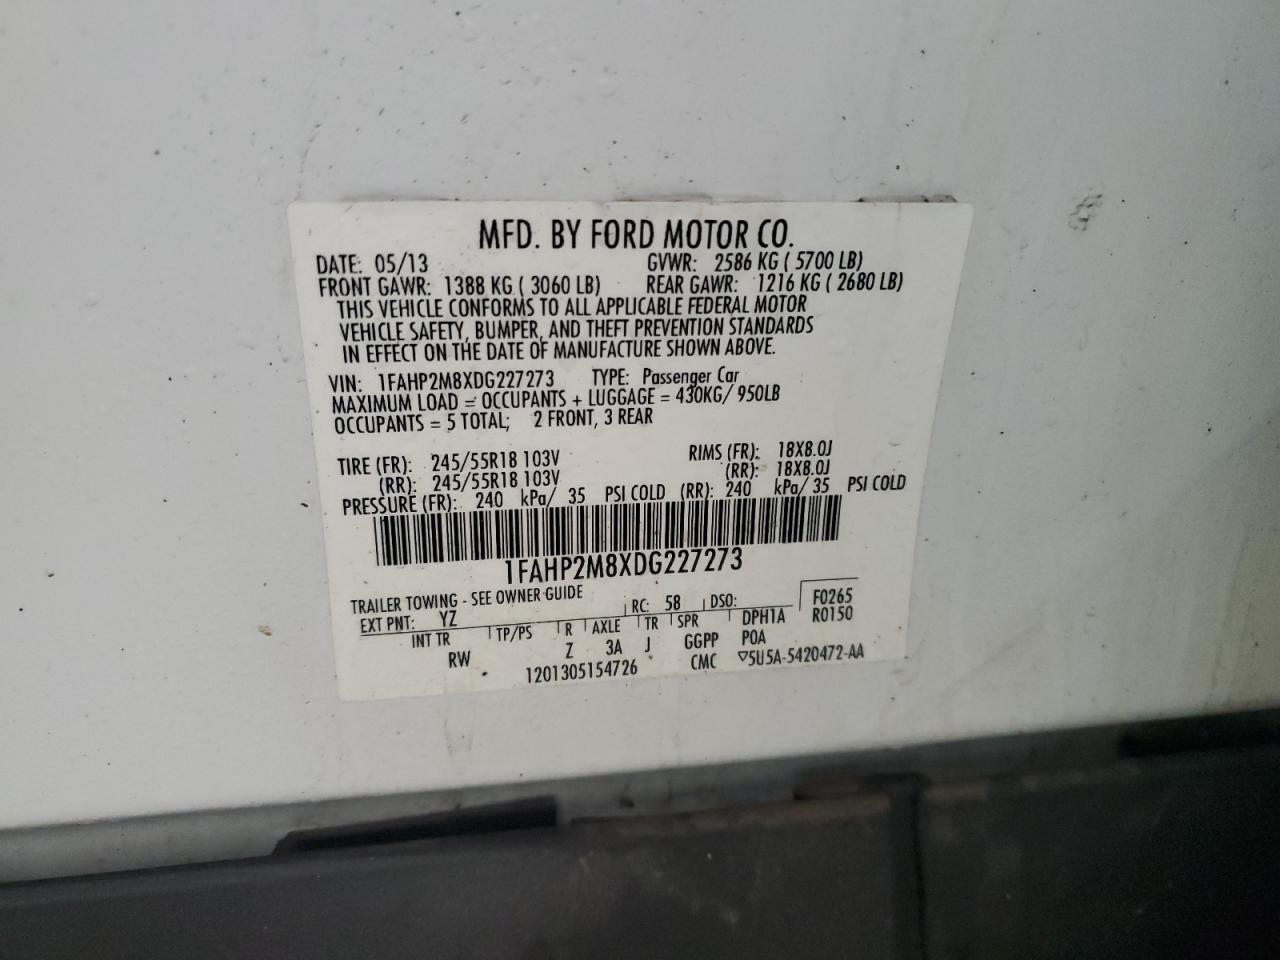 MFD. BY FORD MOTOR CO.
DATE: 05/13 GVWR: 2586 KG ( 5700 LB)
FRONT GAWR: 1388 KG ( 3060 LB) REAR GAWR: 1216 KG ( 2680 LB)
THIS VEHICLE CONFORMS TO ALL APPLICABLE FEDERAL MOTOR
VEHICLE SAFETY, BUMPER, AND THEFT PREVENTION STANDARDS
IN EFFECT ON THE DATE OF MANUFACTURE SHOWN ABOVE.
VIN: 1FAHP2M8XDG227273 TYPE: Passenger Car
MAXIMUM LOAD = OCCUPANTS + LUGGAGE = 430KG/ 950LB
OCCUPANTS = 5 TOTAL; 2 FRONT, 3 REAR
TIRE (FR): 245/55R18 103V RIMS (FR): 18X8.0J
(RR): 245/55R18 103V (RR): 18X8.0J
PRESSURE (FR): 240 kPa/ 35 PSI COLD (RR): 240 kPa/ 35 PSI COLD
1FAHP2M8XDG227273
TRAILER TOWING - SEE OWNER GUIDE
EXT PNT: YZ RC: 58 DSO: F0265
INT TR TP/PS R AXLE TR SPR DPH1A R0150
RW Z 3A J GGPP POA
1201305154726 CMC ▽5U5A-5420472-AA